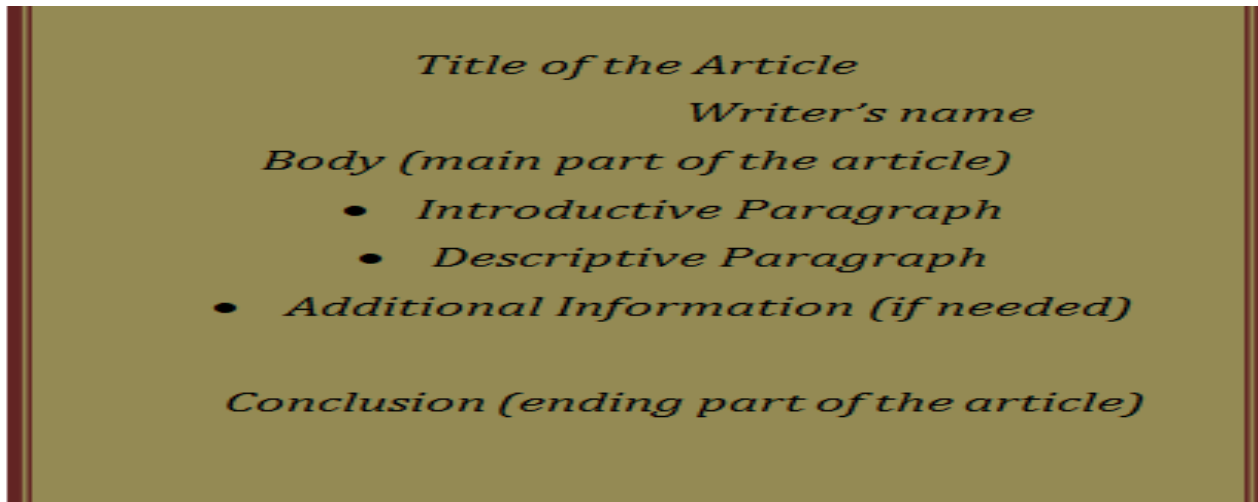 Title of the Article
Writer’s name
Body (main part of the article)
• Introductive Paragraph
• Descriptive Paragraph
• Additional Information (if needed)
Conclusion (ending part of the article)